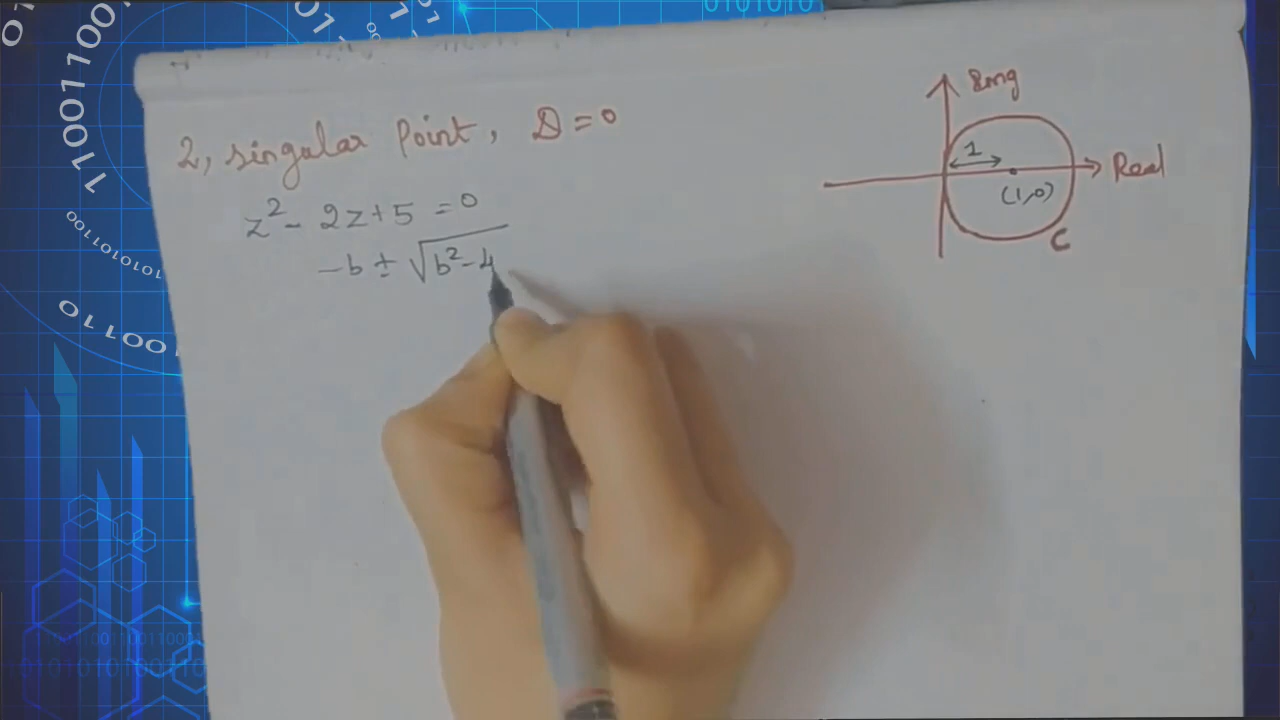 2, singular Point, D=0
z² - 2z+5 = 0
-b ± √b²-4
Img
1
Real
(1,0)
C